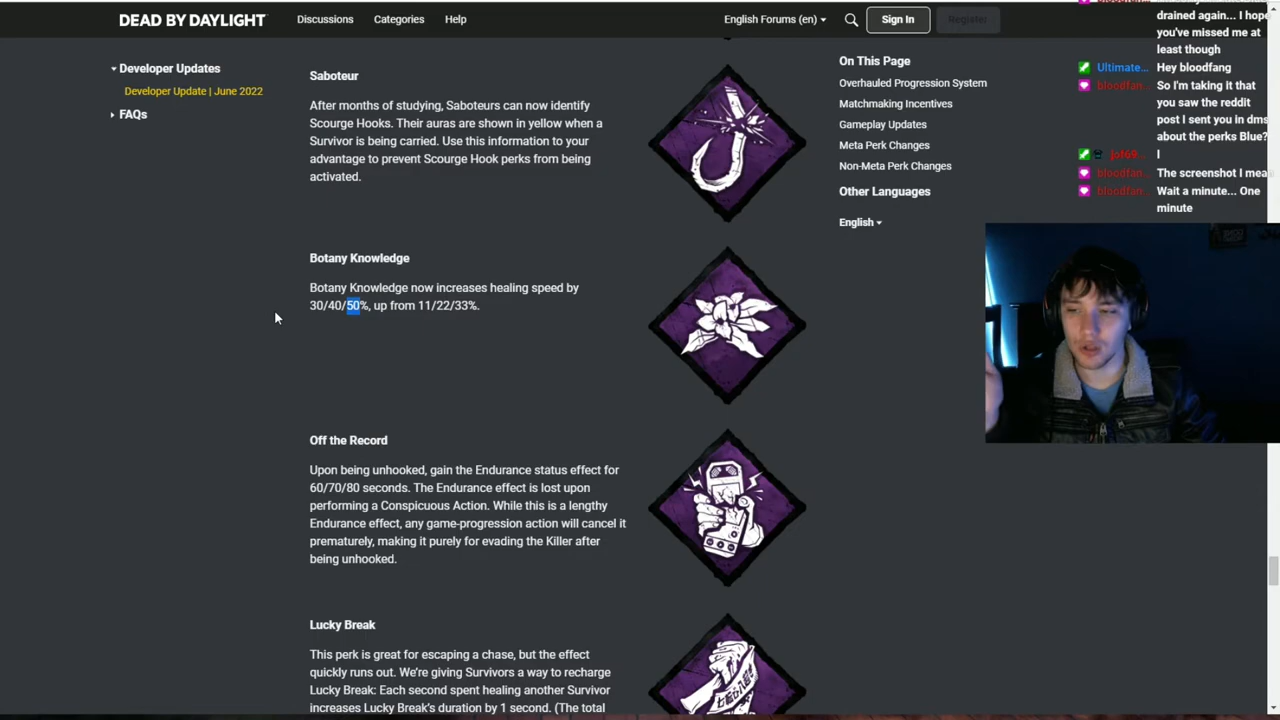 DEAD BY DAYLIGHT
Discussions
Categories
Help
English Forums (en)
Sign In
Register
Developer Updates
Developer Update | June 2022
FAQs
Saboteur
After months of studying, Saboteurs can now identify
Scourge Hooks. Their auras are shown in yellow when a
Survivor is being carried. Use this information to your
advantage to prevent Scourge Hook perks from being
activated.
Botany Knowledge
Botany Knowledge now increases healing speed by
30/40/50%, up from 11/22/33%.
Off the Record
Upon being unhooked, gain the Endurance status effect for
60/70/80 seconds. The Endurance effect is lost upon
performing a Conspicuous Action. While this is a lengthy
Endurance effect, any game-progression action will cancel it
prematurely, making it purely for evading the Killer after
being unhooked.
Lucky Break
This perk is great for escaping a chase, but the effect
quickly runs out. We're giving Survivors a way to recharge
Lucky Break: Each second spent healing another Survivor
increases Lucky Break's duration by 1 second. (The total
On This Page
Overhauled Progression System
Matchmaking Incentives
Gameplay Updates
Meta Perk Changes
Non-Meta Perk Changes
Other Languages
English
drained again... I hope
you've missed me at
least though
Ultimate... Hey bloodfang
bloodfan... So I'm taking it that
you saw the reddit
post I sent you in dms
about the perks Blue?
jof69... I
bloodfan... The screenshot I mea
bloodfan... Wait a minute... One
minute